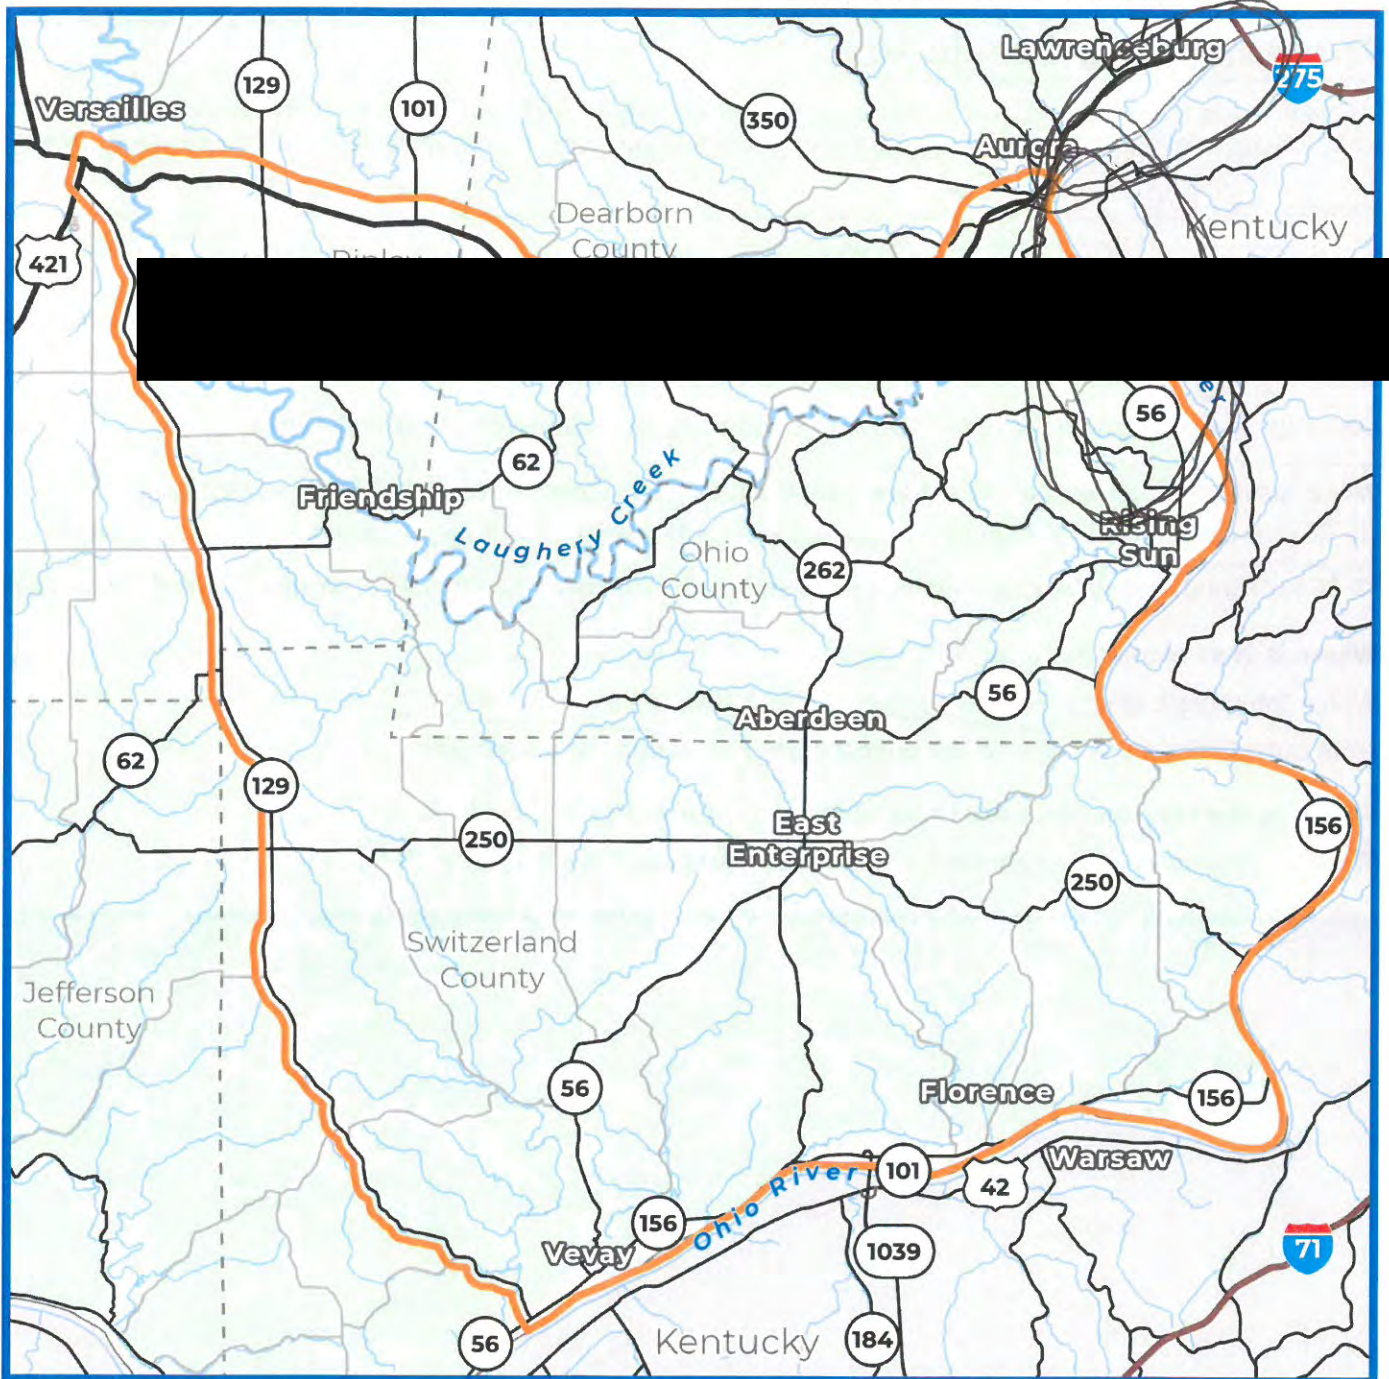 Lawrenceburg
275
129
Versailles
101
350
Aurora
Dearborn
County
Kentucky
421
56
62
Friendship
Laughery Creek
Rising
Sun
Ohio
County
262
56
Aberdeen
62
129
156
East
Enterprise
250
250
Switzerland
County
Jefferson
County
56
Florence
156
Warsaw
101
42
Ohio River
156
Vevay
1039
71
56
Kentucky
184